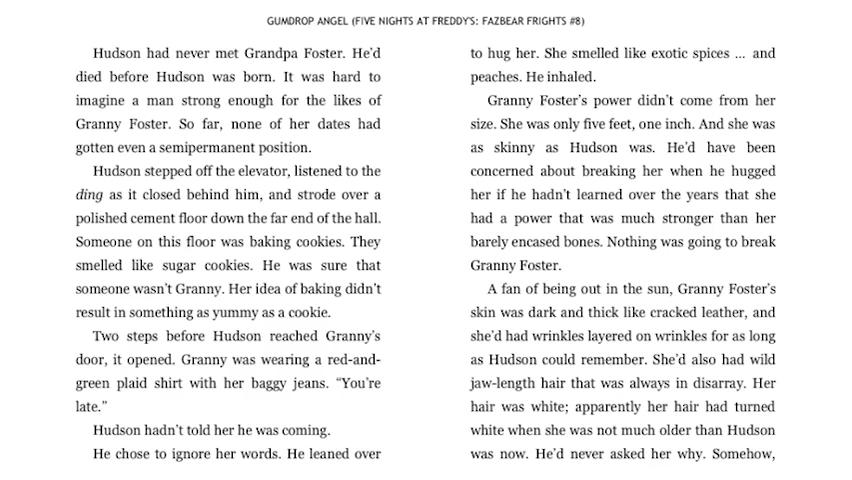 GUMDROP ANGEL (FIVE NIGHTS AT FREDDY'S: FAZBEAR FRIGHTS #8)
Hudson had never met Grandpa Foster. He'd
died before Hudson was born. It was hard to
imagine a man strong enough for the likes of
Granny Foster. So far, none of her dates had
gotten even a semipermanent position.
Hudson stepped off the elevator, listened to the
ding as it closed behind him, and strode over a
polished cement floor down the far end of the hall.
Someone on this floor was baking cookies. They
smelled like sugar cookies. He was sure that
someone wasn't Granny. Her idea of baking didn't
result in something as yummy as a cookie.
Two steps before Hudson reached Granny's
door, it opened. Granny was wearing a red-and-
green plaid shirt with her baggy jeans. “You're
late.”
Hudson hadn't told her he was coming.
He chose to ignore her words. He leaned over
to hug her. She smelled like exotic spices ... and
peaches. He inhaled.
Granny Foster's power didn't come from her
size. She was only five feet, one inch. And she was
as skinny as Hudson was. He'd have been
concerned about breaking her when he hugged
her if he hadn't learned over the years that she
had a power that was much stronger than her
barely encased bones. Nothing was going to break
Granny Foster.
A fan of being out in the sun, Granny Foster's
skin was dark and thick like cracked leather, and
she'd had wrinkles layered on wrinkles for as long
as Hudson could remember. She'd also had wild
jaw-length hair that was always in disarray. Her
hair was white; apparently her hair had turned
white when she was not much older than Hudson
was now. He'd never asked her why. Somehow,